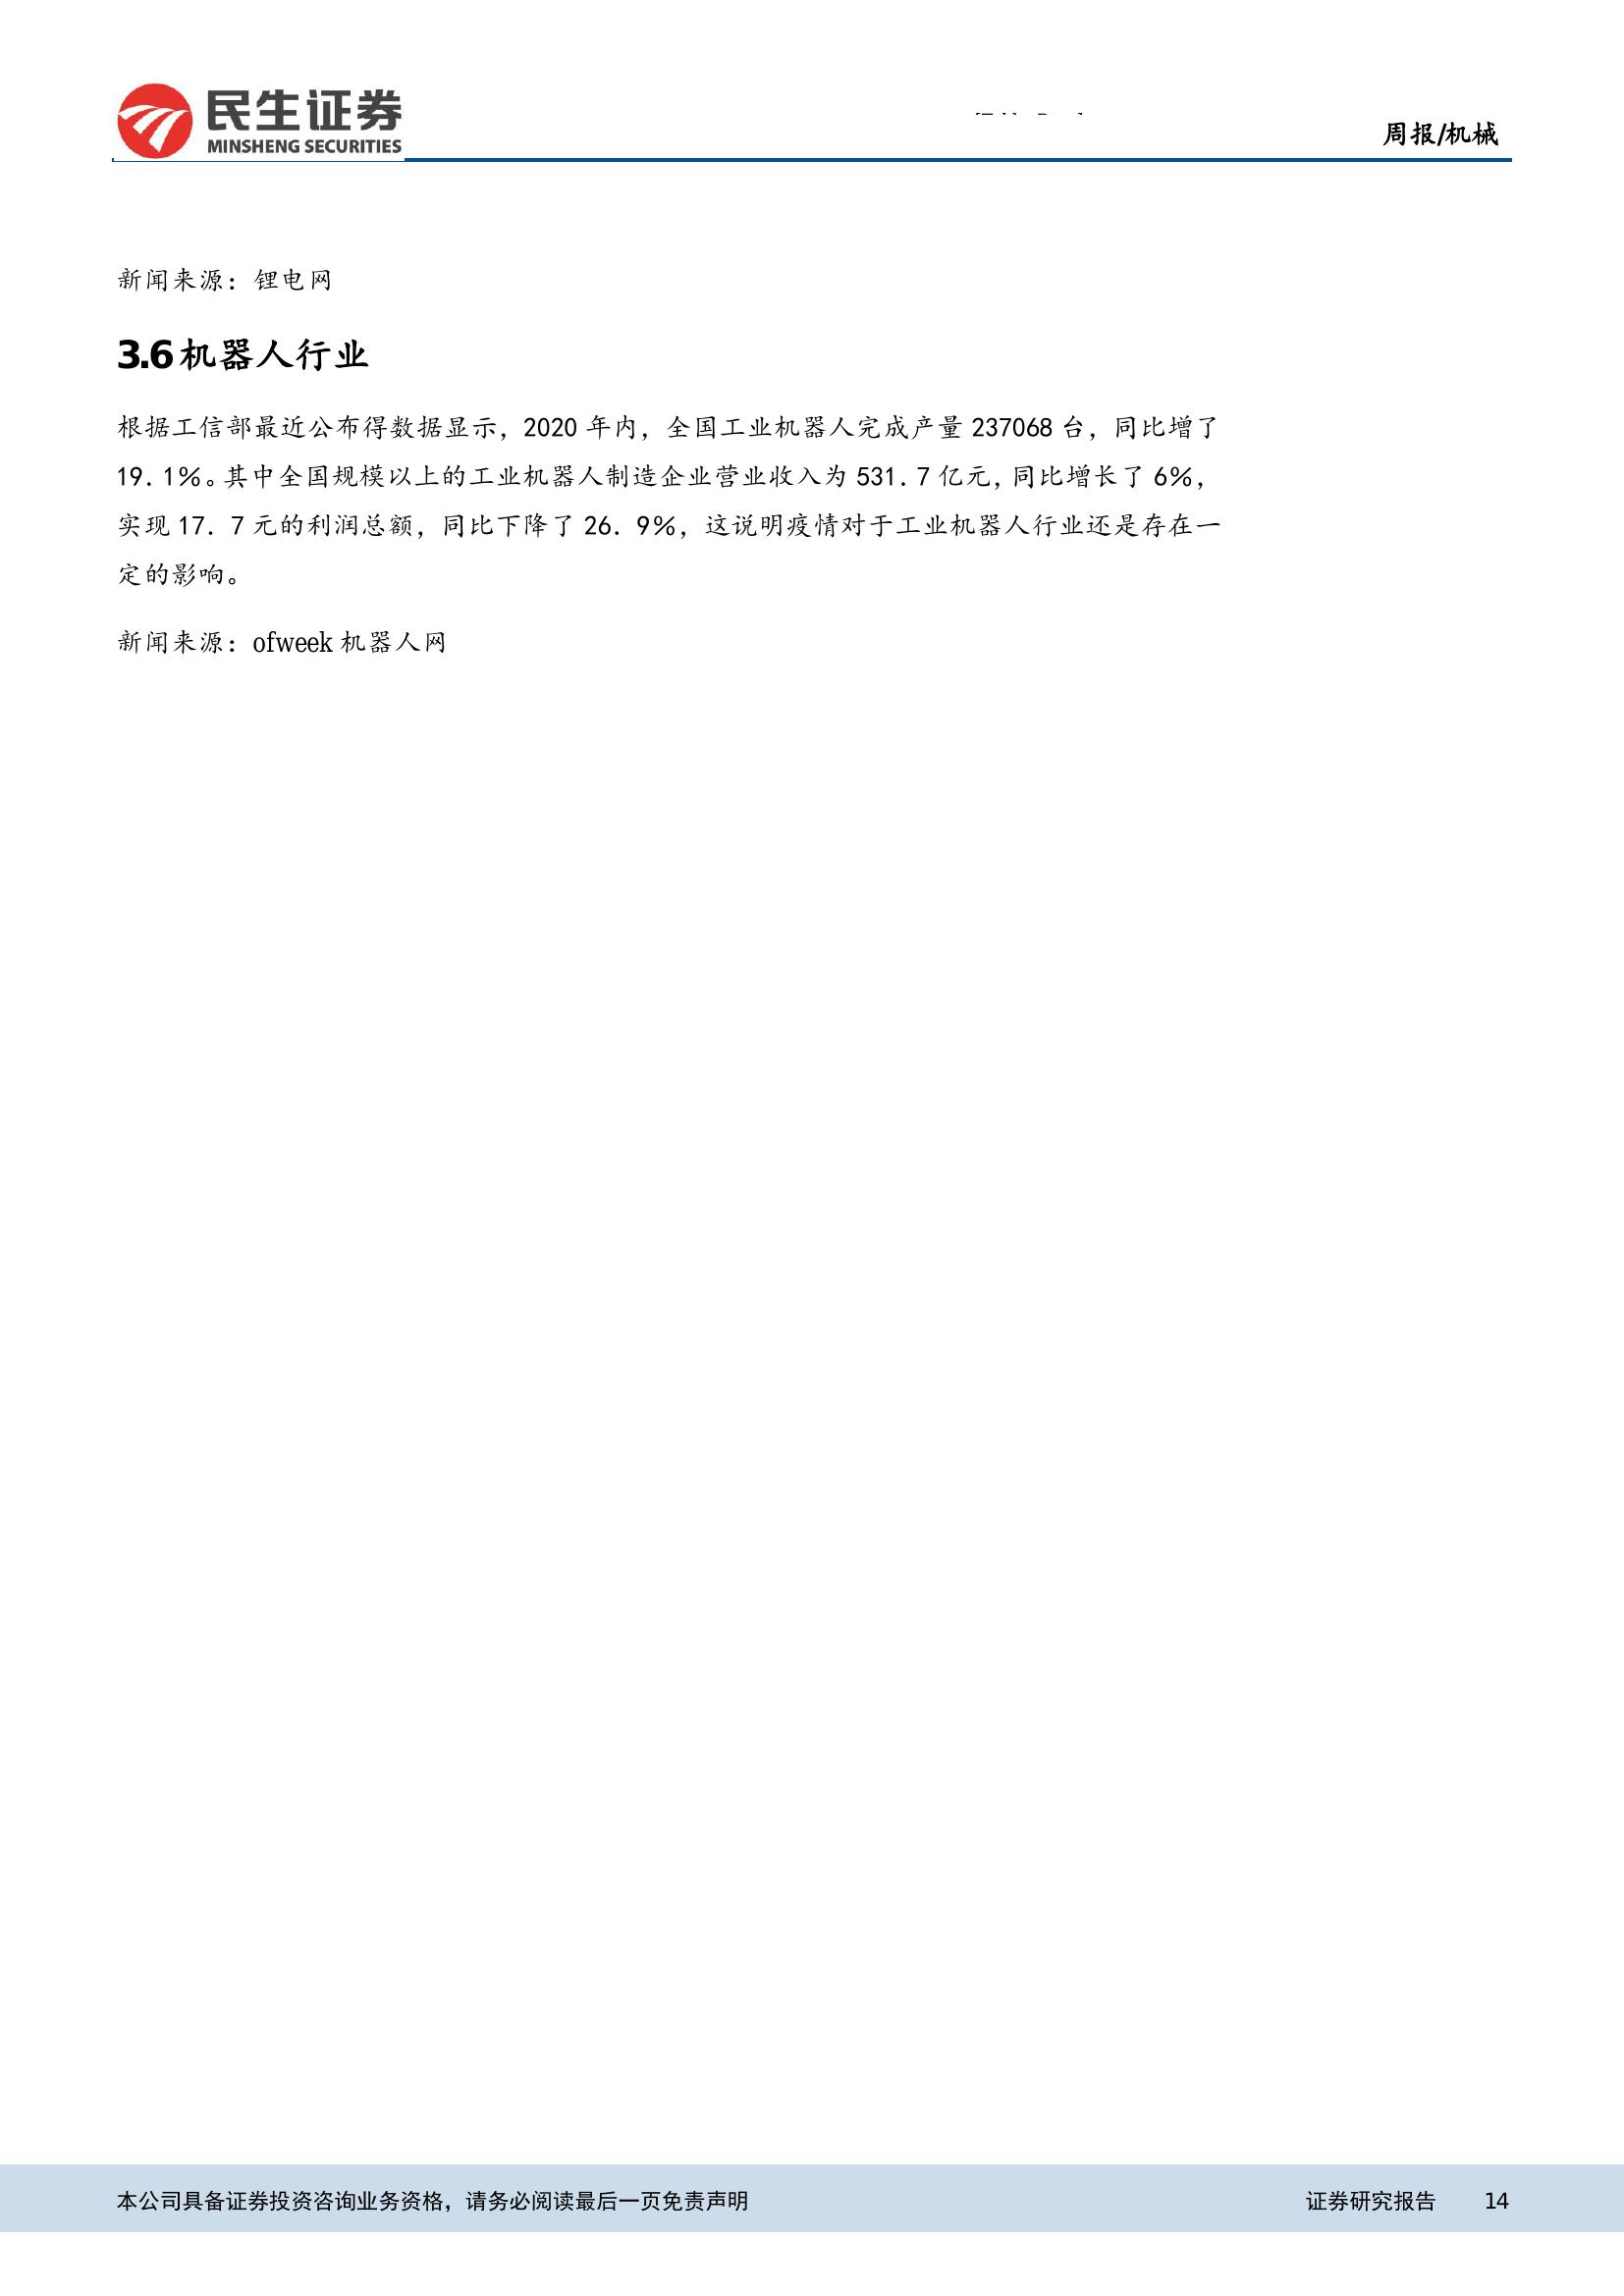 民生证券
MINSHENG SECURITIES
周报/机械
新闻来源：锂电网
3.6 机器人行业
根据工信部最近公布得数据显示，2020 年内，全国工业机器人完成产量 237068 台，同比增了
19．1％。其中全国规模以上的工业机器人制造企业营业收入为 531．7 亿元，同比增长了 6％，
实现 17．7 元的利润总额，同比下降了 26．9％，这说明疫情对于工业机器人行业还是存在一
定的影响。
新闻来源：ofweek 机器人网
本公司具备证券投资咨询业务资格，请务必阅读最后一页免责声明
证券研究报告 14